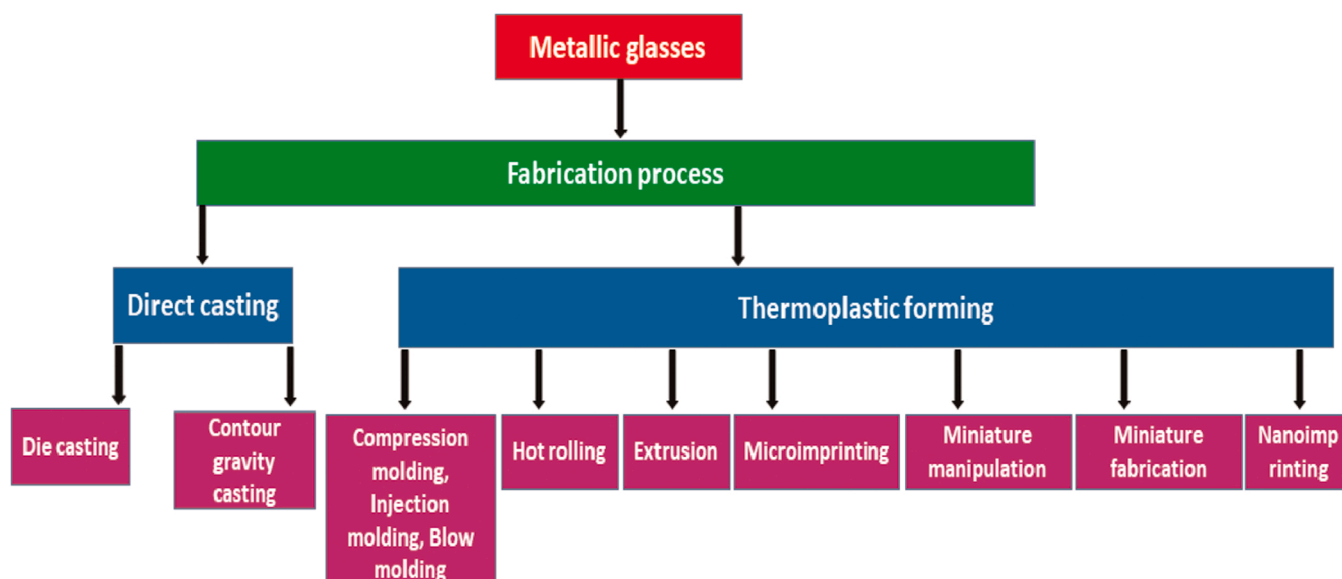 Metallic glasses
Fabrication process
Direct casting
Thermoplastic forming
Die casting
Contour
gravity
casting
Compression
molding,
Injection
molding, Blow
molding
Hot rolling
Extrusion
Microimprinting
Miniature
manipulation
Miniature
fabrication
Nanoimp
rinting